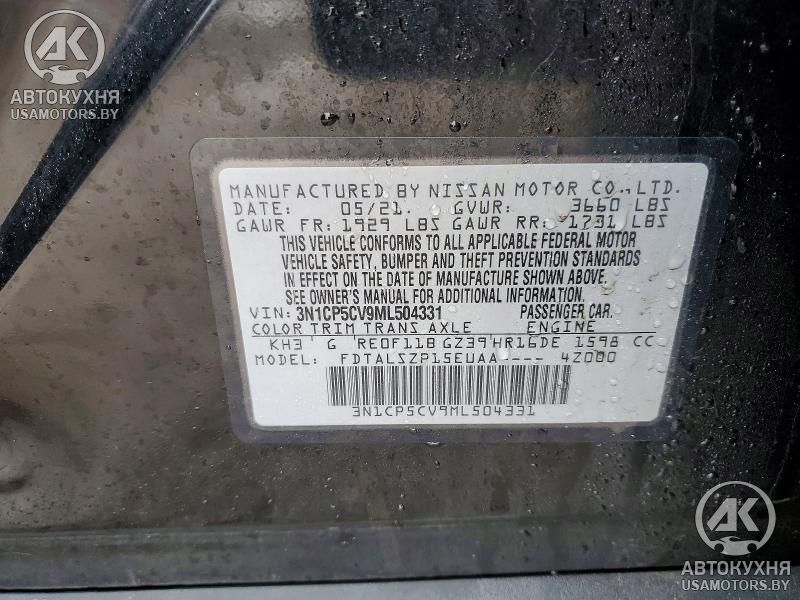 АК
АВТОКУХНЯ
USAMOTORS.BY
MANUFACTURED BY NISSAN MOTOR CO., LTD.
DATE: 05/21. GVWR: 3660 LBS
GAWR FR: 1929 LBS GAWR RR: 1731 LBS
THIS VEHICLE CONFORMS TO ALL APPLICABLE FEDERAL MOTOR
VEHICLE SAFETY, BUMPER AND THEFT PREVENTION STANDARDS
IN EFFECT ON THE DATE OF MANUFACTURE SHOWN ABOVE.
SEE OWNER'S MANUAL FOR ADDITIONAL INFORMATION.
VIN: 3N1CP5CV9ML504331 PASSENGER CAR.
COLOR TRIM TRANS AXLE ENGINE
KH3 G RE0F11B GZ39 HR16DE 1598 CC
MODEL: FDTALSZP15EUAA---- 42000
3N1CP5CV9ML504331
АК
АВТОКУХНЯ
USAMOTORS.BY